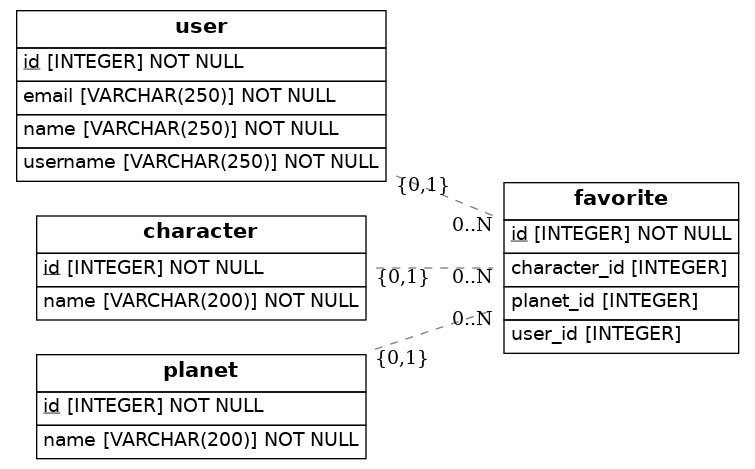 user
id [INTEGER] NOT NULL
email [VARCHAR(250)] NOT NULL
name [VARCHAR(250)] NOT NULL
username [VARCHAR(250)] NOT NULL
{0,1}
0..N
character
id [INTEGER] NOT NULL
name [VARCHAR(200)] NOT NULL
{0,1}
0..N
planet
id [INTEGER] NOT NULL
name [VARCHAR(200)] NOT NULL
{0,1}
0..N
favorite
id [INTEGER] NOT NULL
character_id [INTEGER]
planet_id [INTEGER]
user_id [INTEGER]